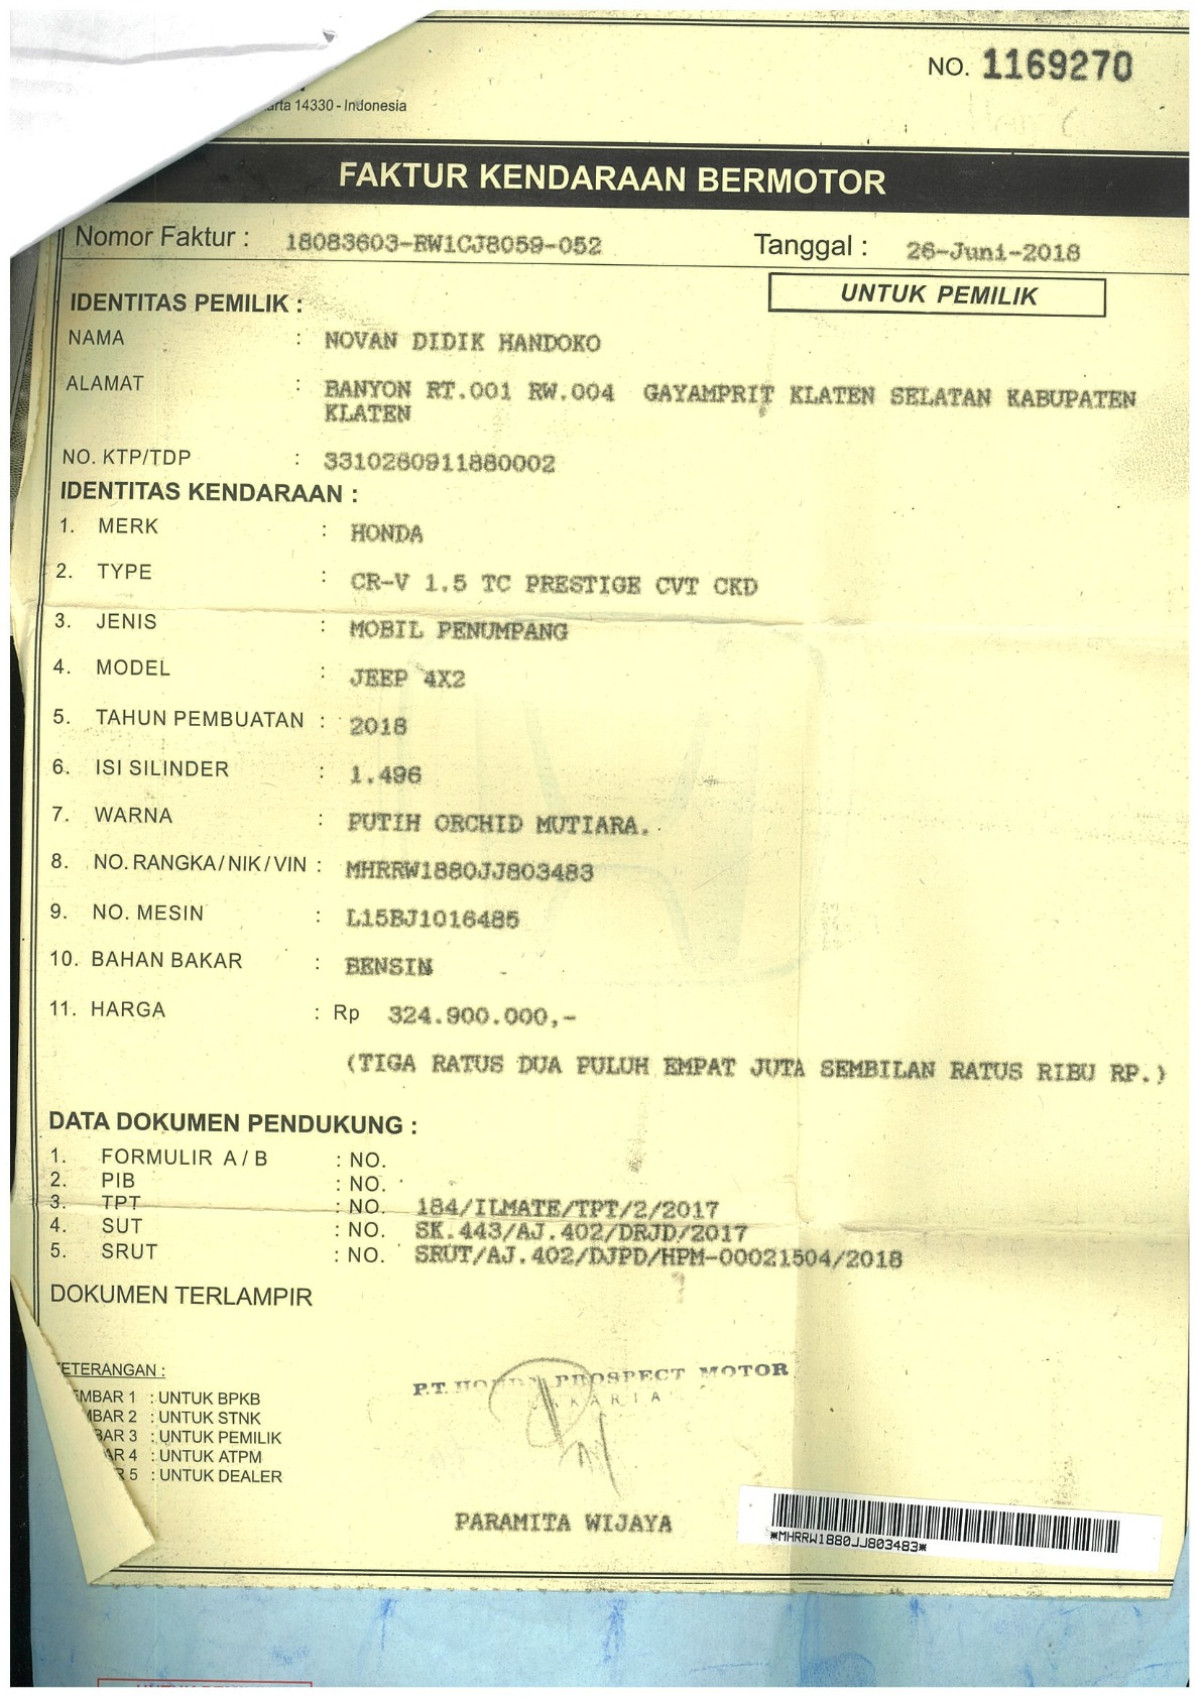 NO. 1169270
arta 14330 - Indonesia
FAKTUR KENDARAAN BERMOTOR
Nomor Faktur : 18083603-RW1CJ8059-052 Tanggal : 26-Juni-2018
UNTUK PEMILIK
IDENTITAS PEMILIK :
NAMA : NOVAN DIDIK HANDOKO
ALAMAT : BANYON RT.001 RW.004 GAYAMPRIT KLATEN SELATAN KABUPATEN
KLATEN
NO. KTP/TDP : 3310260911880002
IDENTITAS KENDARAAN :
1. MERK : HONDA
2. TYPE : CR-V 1.5 TC PRESTIGE CVT CKD
3. JENIS : MOBIL PENUMPANG
4. MODEL : JEEP 4X2
5. TAHUN PEMBUATAN : 2018
6. ISI SILINDER : 1.496
7. WARNA : PUTIH ORCHID MUTIARA.
8. NO. RANGKA/NIK/VIN : MHRRW1880JJ803483
9. NO. MESIN : L15BJ1016485
10. BAHAN BAKAR : BENSIN
11. HARGA : Rp 324.900.000,-
(TIGA RATUS DUA PULUH EMPAT JUTA SEMBILAN RATUS RIBU RP.)
DATA DOKUMEN PENDUKUNG :
1. FORMULIR A / B : NO.
2. PIB : NO.
3. TPT : NO. 184/ILMATE/TPT/2/2017
4. SUT : NO. SK.443/AJ.402/DRJD/2017
5. SRUT : NO. SRUT/AJ.402/DJPD/HPM-00021504/2018
DOKUMEN TERLAMPIR
ETERANGAN :
MBAR 1 : UNTUK BPKB
MBAR 2 : UNTUK STNK
BAR 3 : UNTUK PEMILIK
AR 4 : UNTUK ATPM
R 5 : UNTUK DEALER
P.T. HONDA PROSPECT MOTOR
JAKARTA
PARAMITA WIJAYA
*MHRRW1880JJ803483*